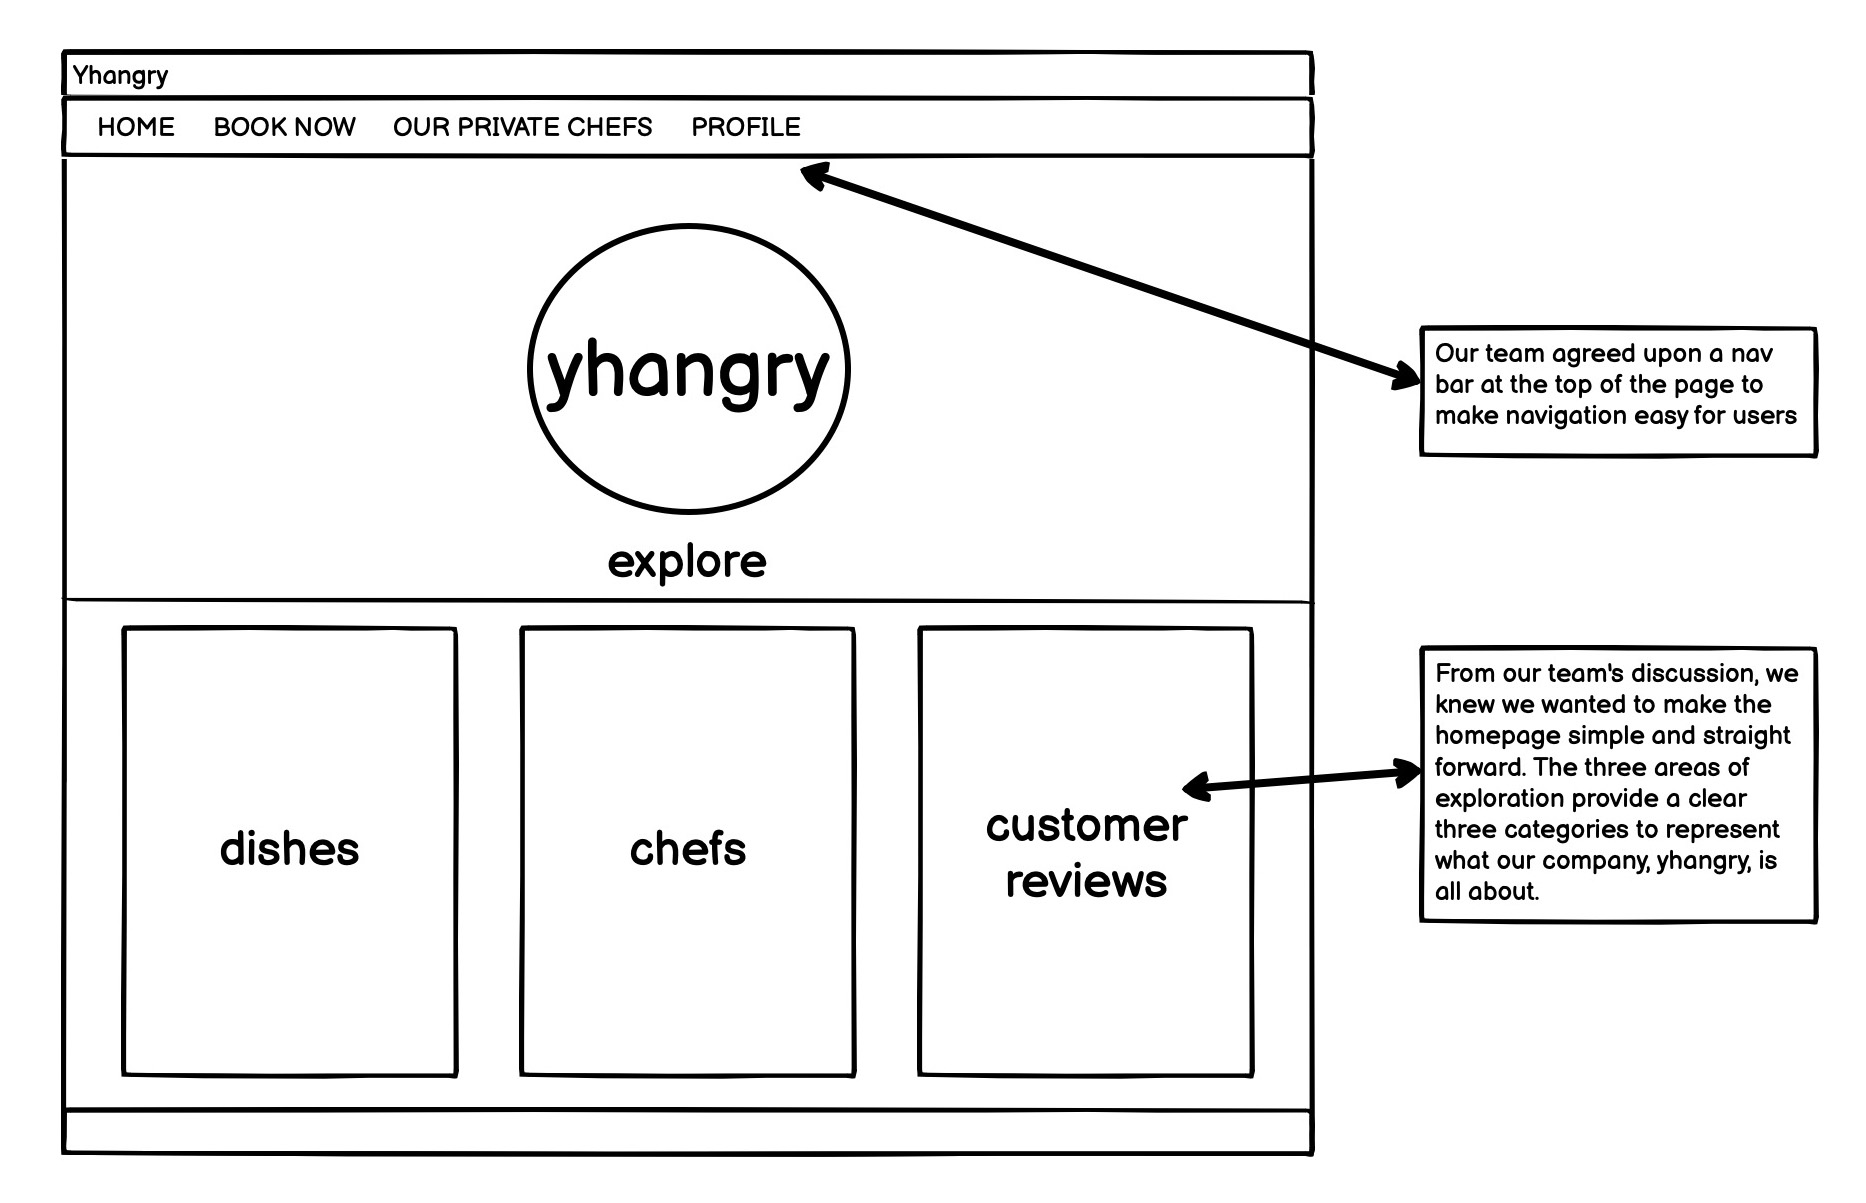 Yhangry
HOME BOOK NOW OUR PRIVATE CHEFS PROFILE
yhangry
explore
dishes
chefs
customer
reviews
Our team agreed upon a nav
bar at the top of the page to
make navigation easy for users
From our team's discussion, we
knew we wanted to make the
homepage simple and straight
forward. The three areas of
exploration provide a clear
three categories to represent
what our company, yhangry, is
all about.